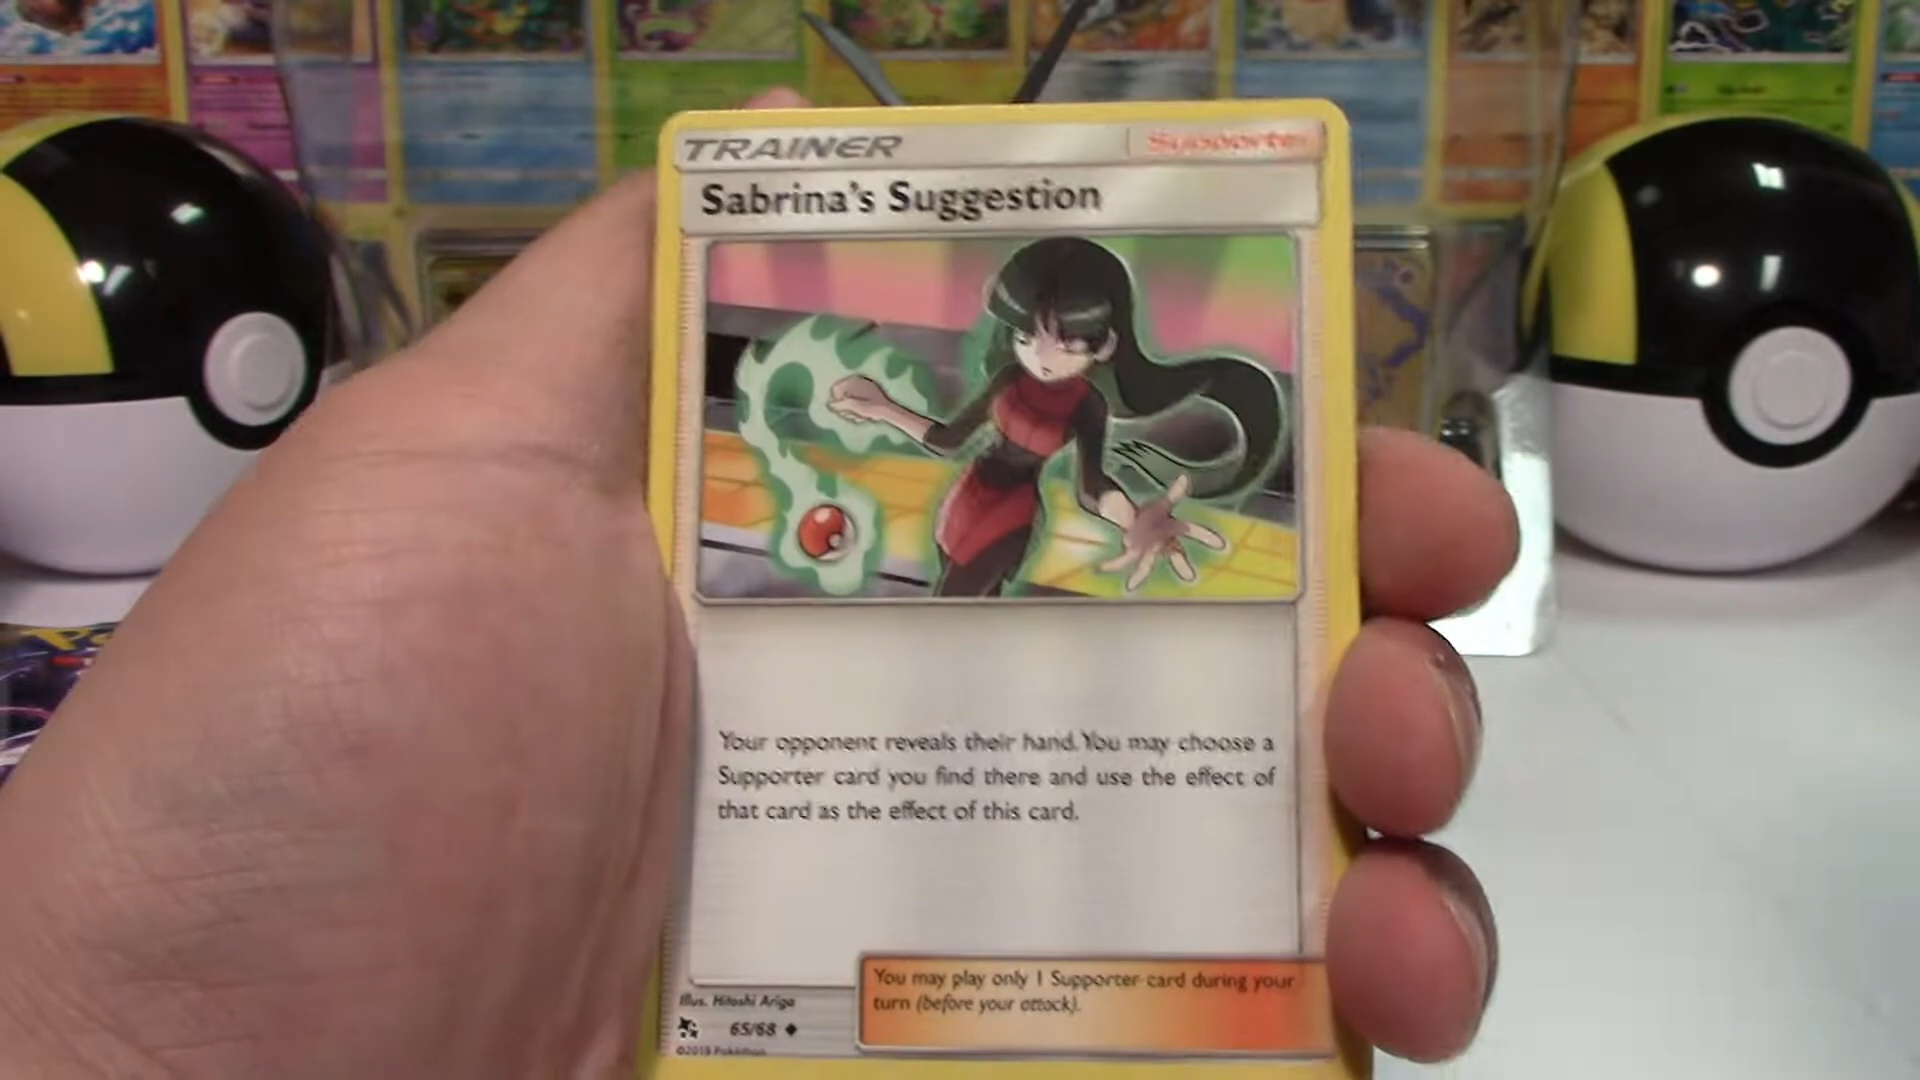 TRAINER
Supporter
Sabrina's Suggestion
Your opponent reveals their hand. You may choose a
Supporter card you find there and use the effect of
that card as the effect of this card.
You may play only 1 Supporter card during your
turn (before your attack).
Illus. Hitoshi Ariga
65/68
©2019 Pokémon